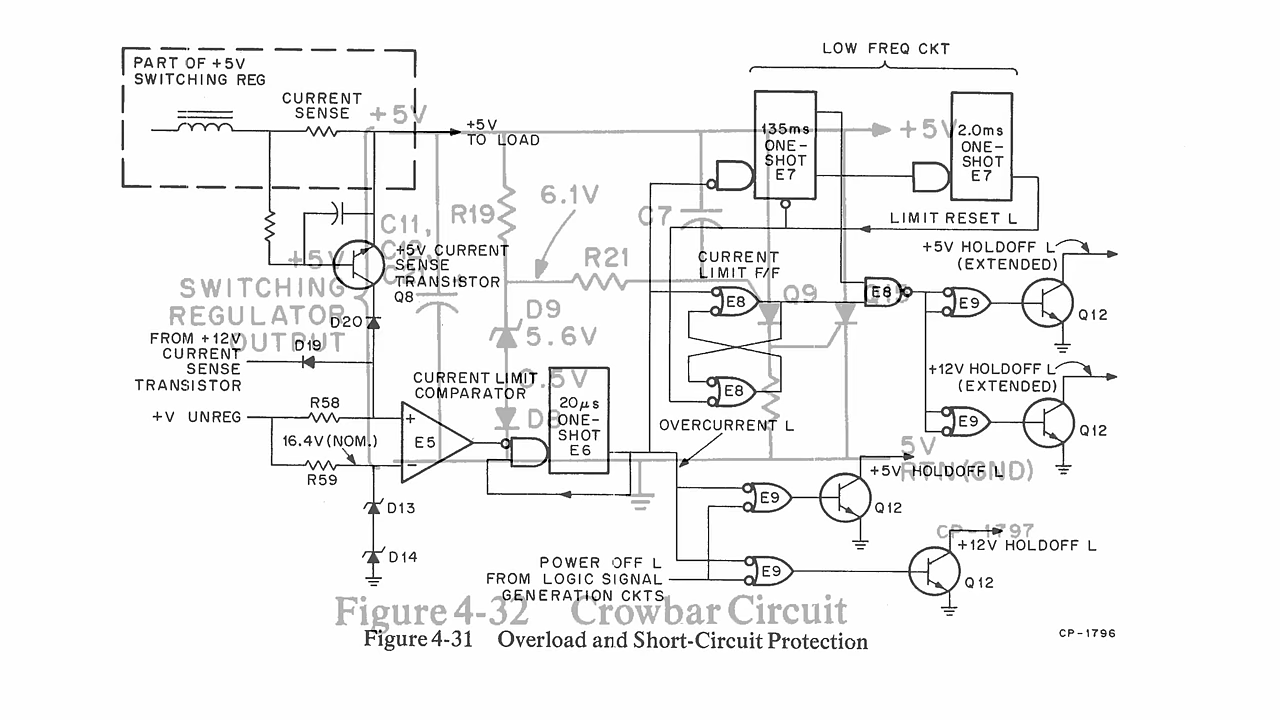 LOW FREQ CKT
PART OF +5V
SWITCHING REG
CURRENT
SENSE
+5V
+5V
TO LOAD
135ms
ONE-
SHOT
E7
+5V
2.0ms
ONE-
SHOT
E7
R19
6.1V
C7
LIMIT RESET L
C11,
+5V CURRENT
SENSE
TRANSISTOR
Q8
R21
CURRENT
LIMIT F/F
+5V HOLDOFF L
(EXTENDED)
+5V
SWITCHING
REGULATOR
OUTPUT
E8
Q9
E8
E9
Q12
D20
D9
5.6V
FROM +12V
CURRENT
SENSE
TRANSISTOR
D19
CURRENT LIMIT
COMPARATOR
0.5V
D8
E8
+12V HOLDOFF L
(EXTENDED)
E9
Q12
+V UNREG
R58
16.4V (NOM.)
R59
+
E5
−
20μs
ONE-
SHOT
E6
OVERCURRENT L
5V
RTN (GND)
+5V HOLDOFF L
D13
E9
Q12
CP-1797
+12V HOLDOFF L
D14
POWER OFF L
FROM LOGIC SIGNAL
GENERATION CKTS
E9
Q12
Figure 4-32 Crowbar Circuit
Figure 4-31 Overload and Short-Circuit Protection
CP-1796